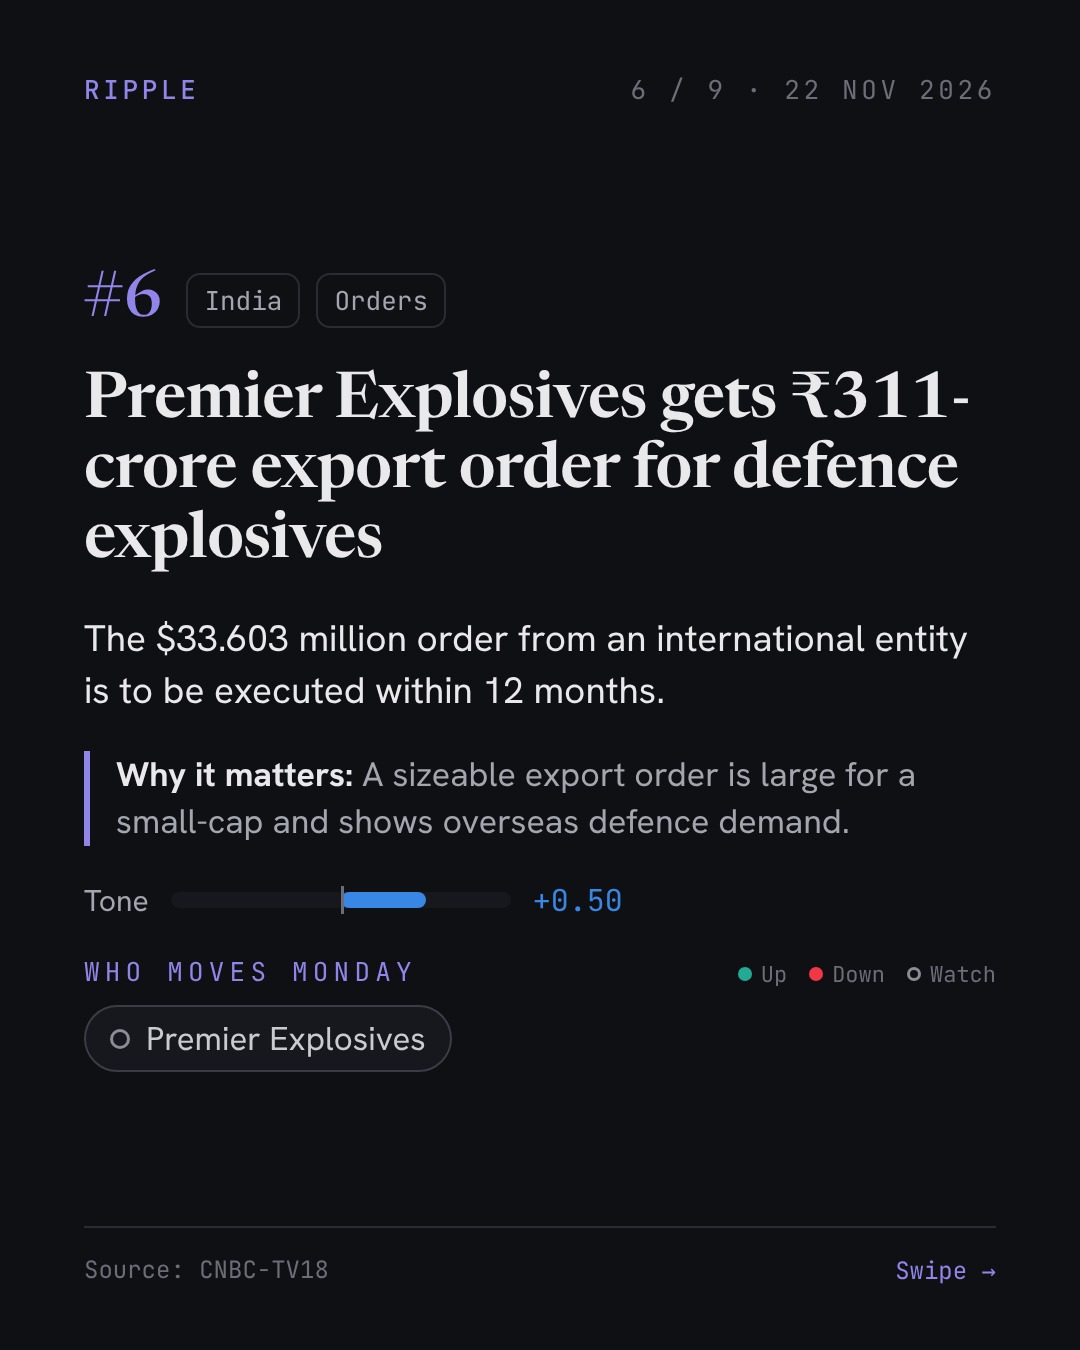 RIPPLE
6 / 9 · 22 NOV 2026
#6 India Orders
Premier Explosives gets ₹311-
crore export order for defence
explosives
The $33.603 million order from an international entity
is to be executed within 12 months.
Why it matters: A sizeable export order is large for a
small-cap and shows overseas defence demand.
Tone +0.50
WHO MOVES MONDAY
Up Down Watch
Premier Explosives
Source: CNBC-TV18
Swipe →